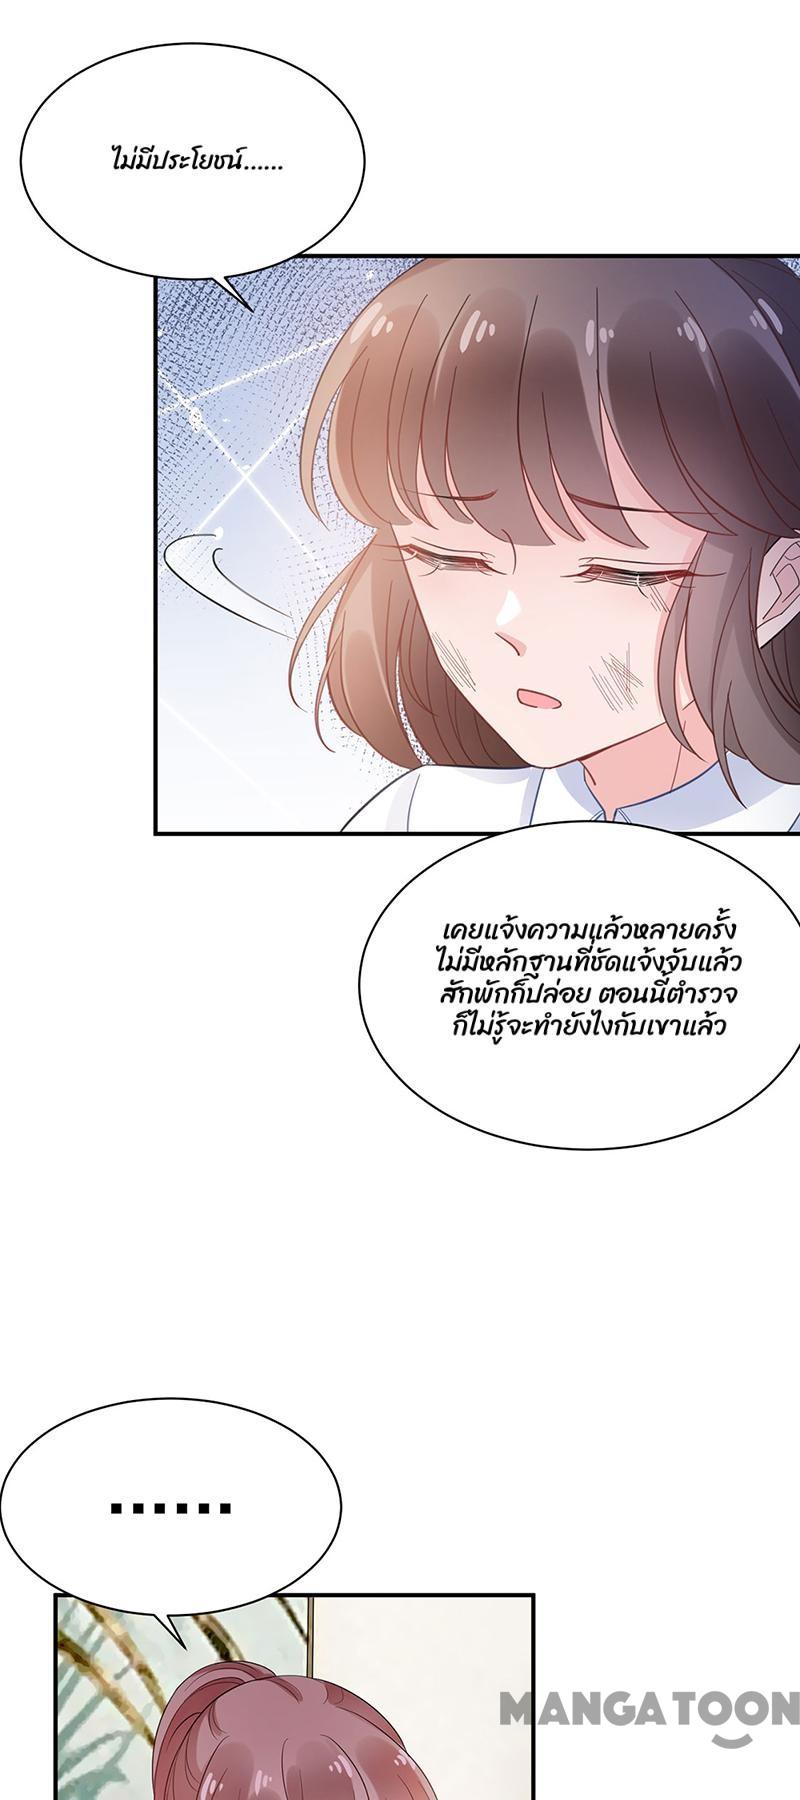 ไม่มีประโยชน์......
เคยแจ้งความแล้วหลายครั้ง
ไม่มีหลักฐานที่ชัดแจ้งจับแล้ว
สักพักก็ปล่อย ตอนนี้ตำรวจ
ก็ไม่รู้จะทำยังไงกับเขาแล้ว
......
MANGATOON